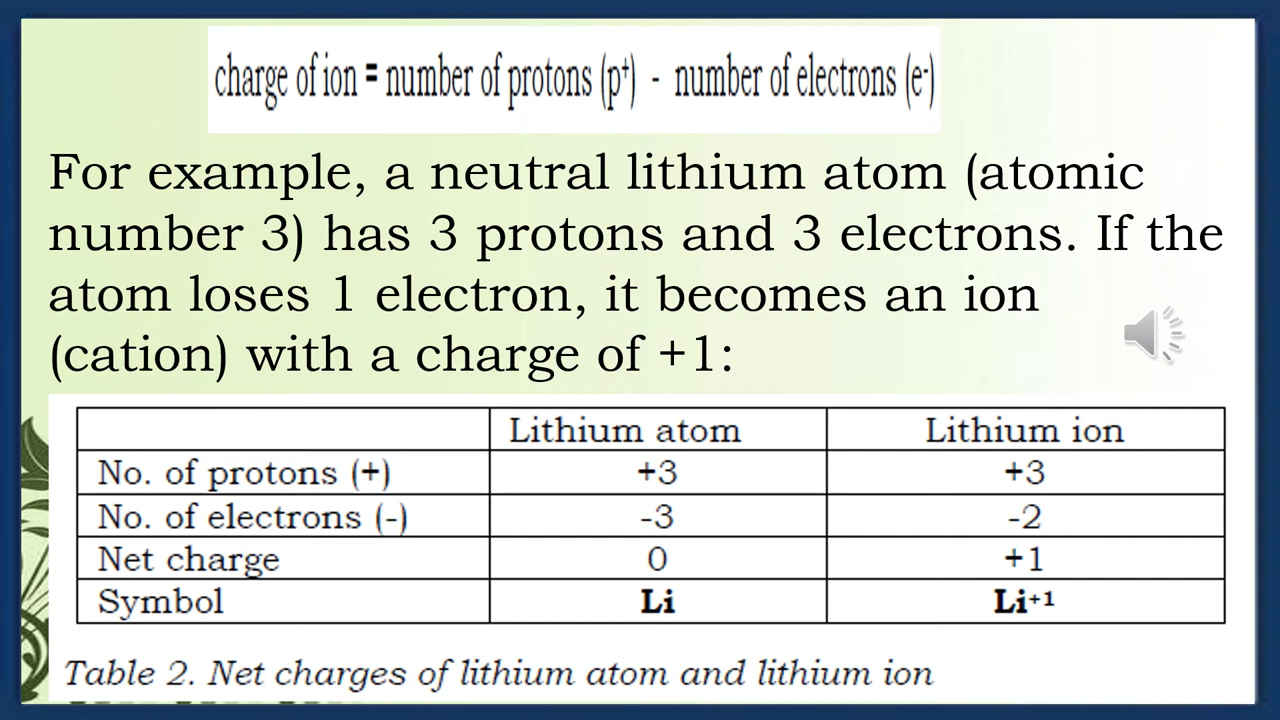 charge of ion = number of protons (p⁺) - number of electrons (e⁻)
For example, a neutral lithium atom (atomic
number 3) has 3 protons and 3 electrons. If the
atom loses 1 electron, it becomes an ion
(cation) with a charge of +1:
Lithium atom Lithium ion
No. of protons (+) +3 +3
No. of electrons (-) -3 -2
Net charge 0 +1
Symbol Li Li⁺¹
Table 2. Net charges of lithium atom and lithium ion